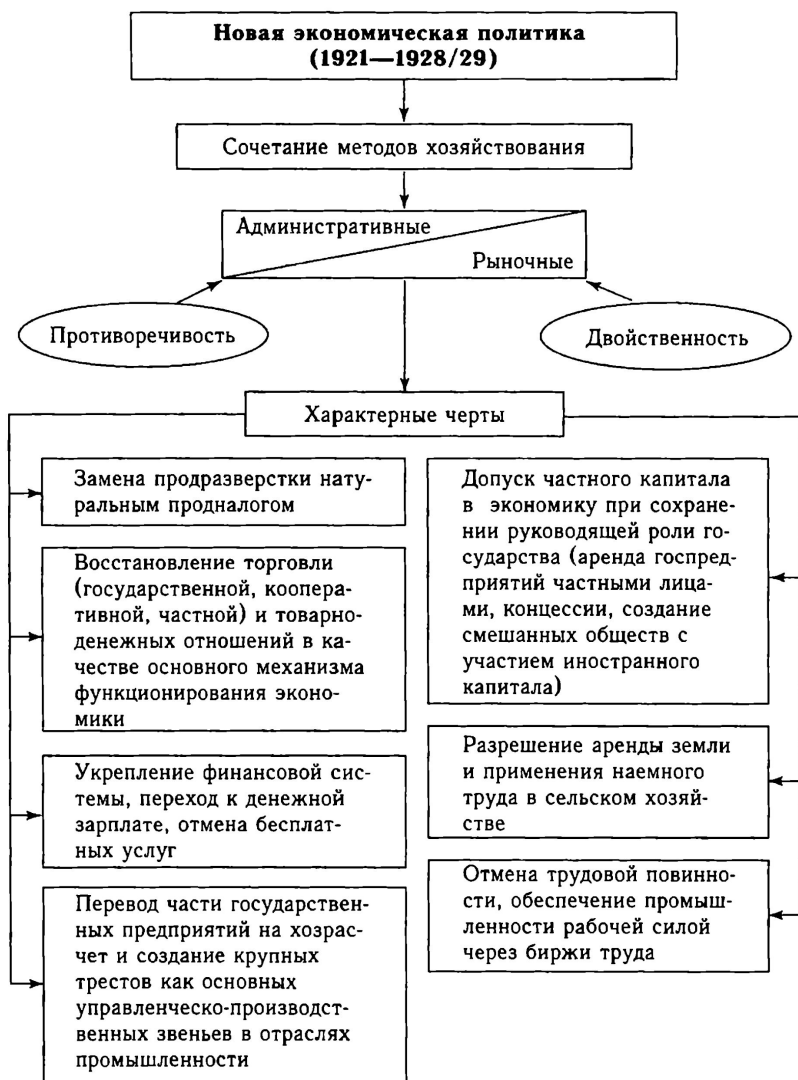 Новая экономическая политика
(1921—1928/29)
Сочетание методов хозяйствования
Административные
Рыночные
Противоречивость
Двойственность
Характерные черты
Замена продразверстки нату-
ральным продналогом
Восстановление торговли
(государственной, коопера-
тивной, частной) и товарно-
денежных отношений в ка-
честве основного механизма
функционирования эконо-
мики
Укрепление финансовой сис-
темы, переход к денежной
зарплате, отмена бесплат-
ных услуг
Перевод части государствен-
ных предприятий на хозрас-
чет и создание крупных
трестов как основных
управленческо-производст-
венных звеньев в отраслях
промышленности
Допуск частного капитала
в экономику при сохране-
нии руководящей роли го-
сударства (аренда госпред-
приятий частными лица-
ми, концессии, создание
смешанных обществ с
участием иностранного
капитала)
Разрешение аренды земли
и применения наемного
труда в сельском хозяй-
стве
Отмена трудовой повинно-
сти, обеспечение промыш-
ленности рабочей силой
через биржи труда